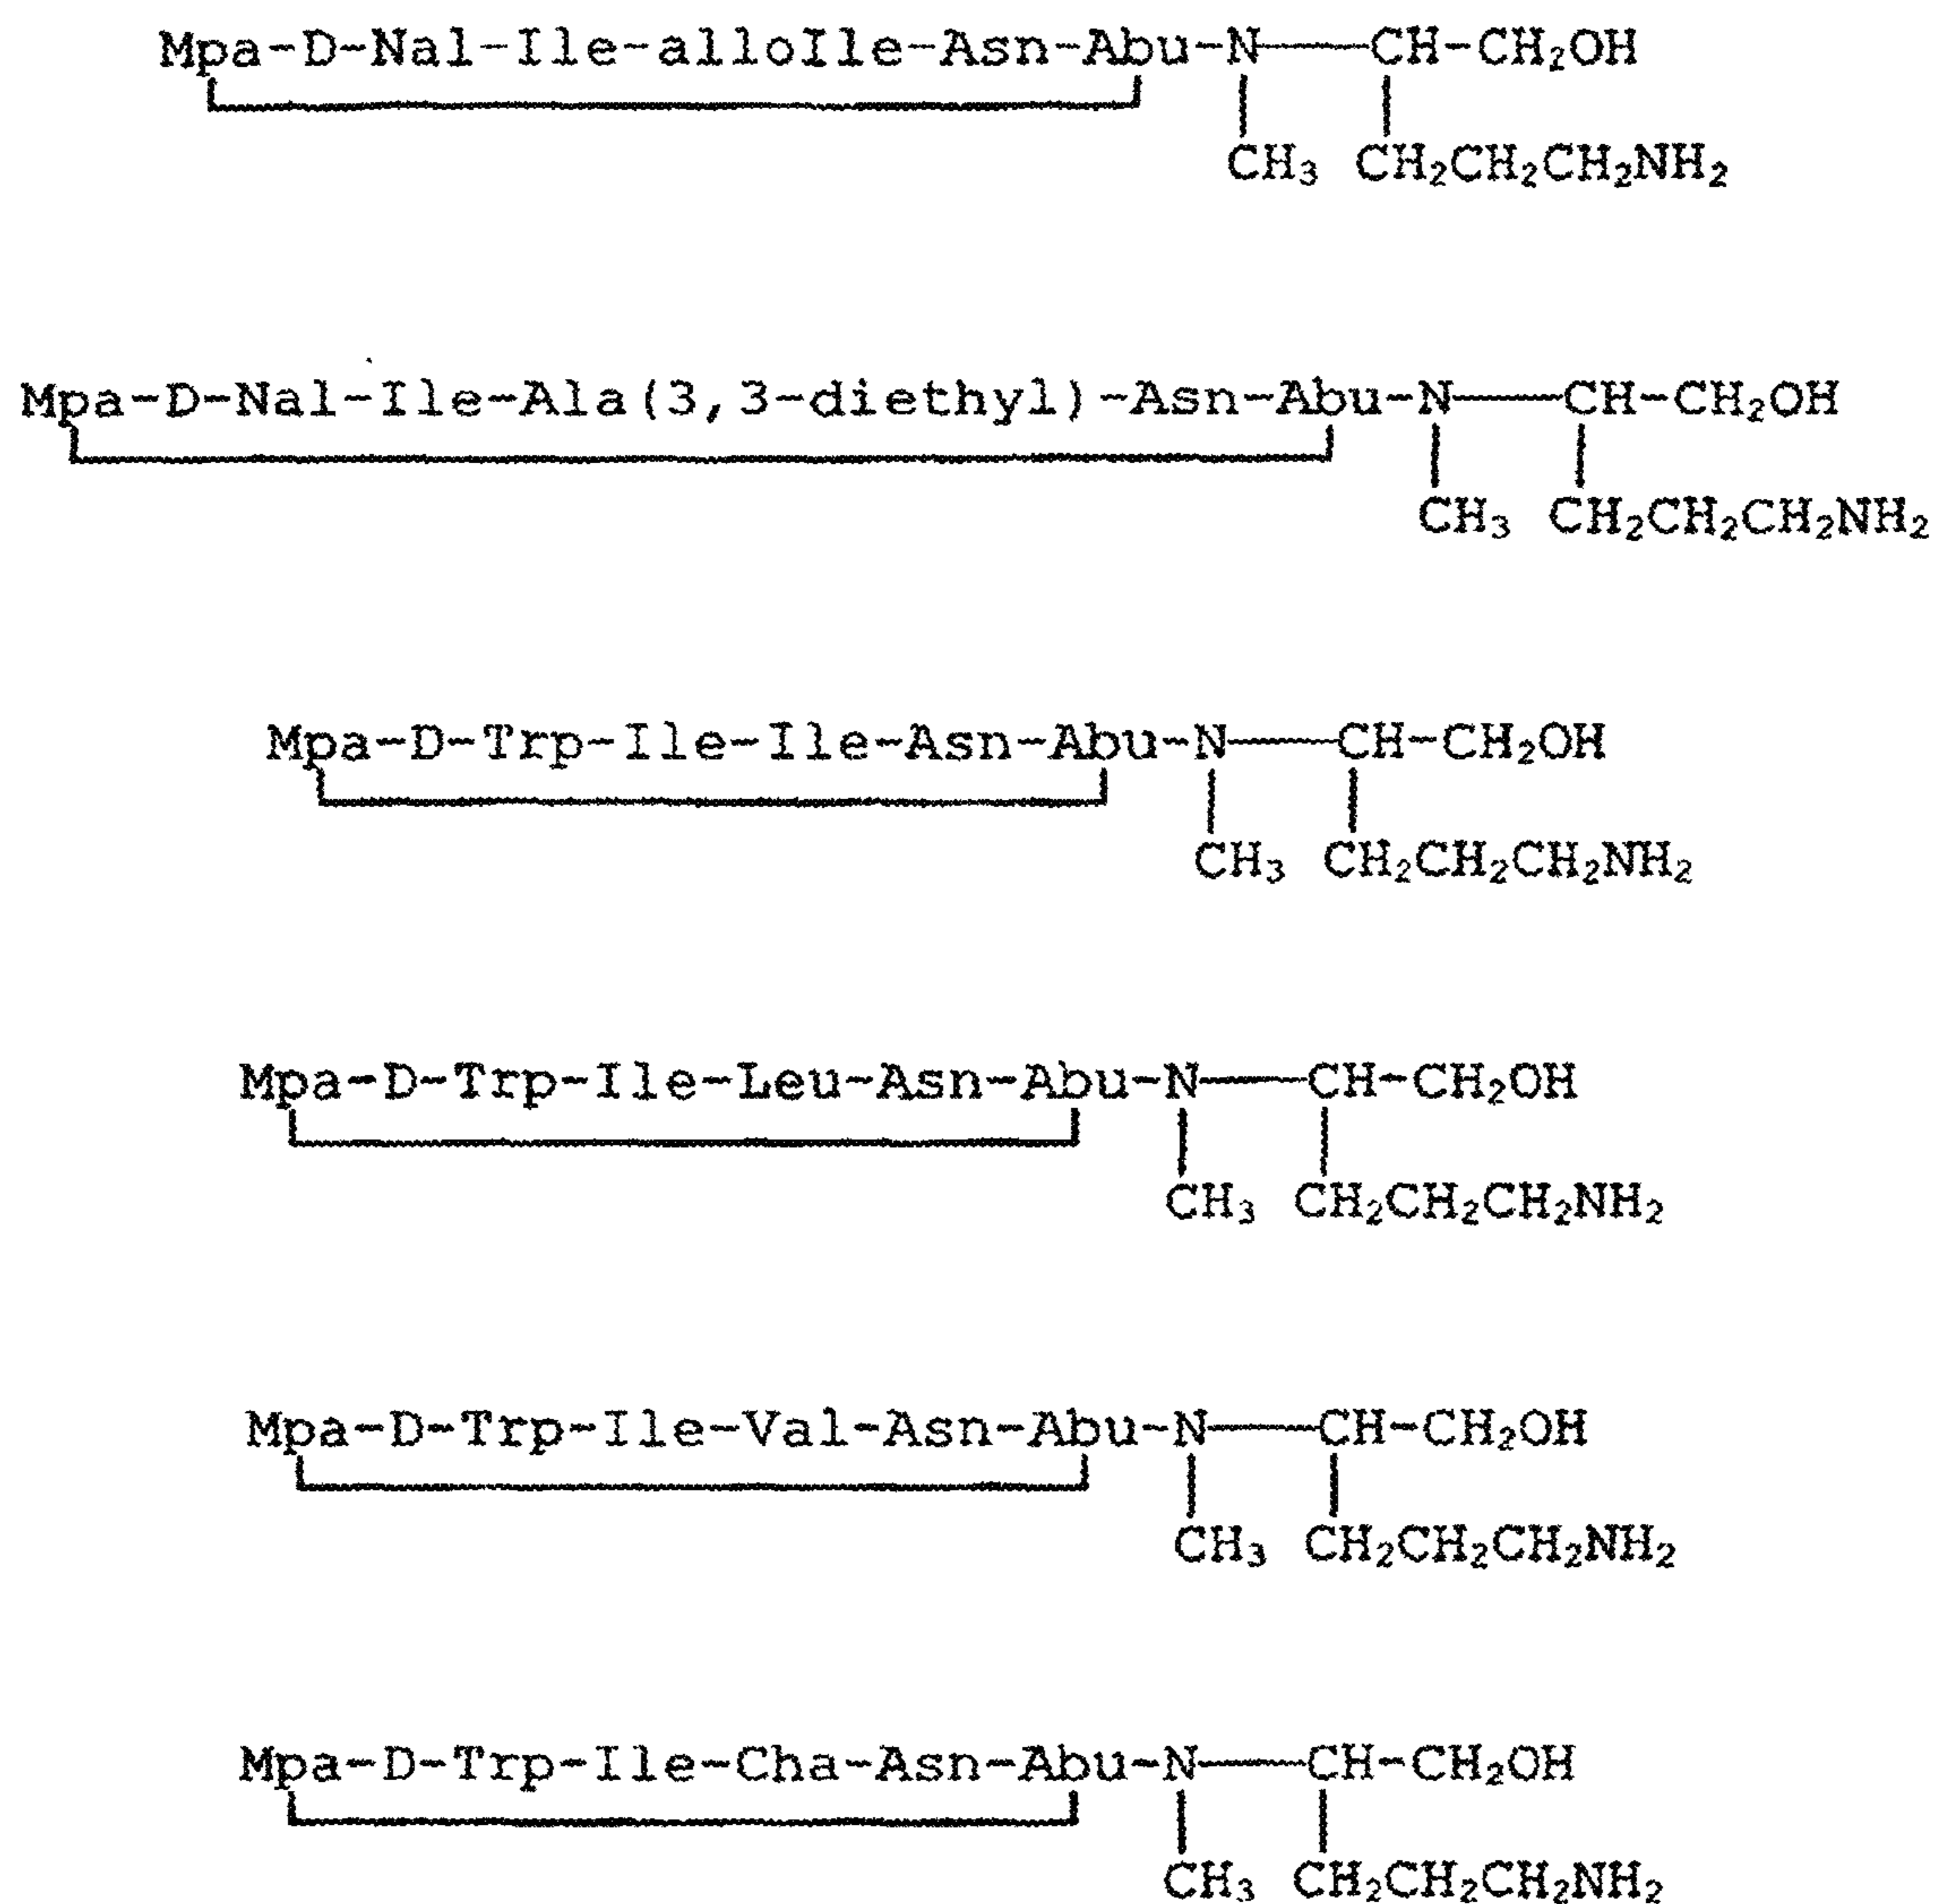 Mpa-D-Nal-Ile-alloIle-Asn-Abu-N—CH-CH₂OH
CH₃ CH₂CH₂CH₂NH₂
Mpa-D-Nal-Ile-Ala(3,3-diethyl)-Asn-Abu-N—CH-CH₂OH
CH₃ CH₂CH₂CH₂NH₂
Mpa-D-Trp-Ile-Ile-Asn-Abu-N—CH-CH₂OH
CH₃ CH₂CH₂CH₂NH₂
Mpa-D-Trp-Ile-Leu-Asn-Abu-N—CH-CH₂OH
CH₃ CH₂CH₂CH₂NH₂
Mpa-D-Trp-Ile-Val-Asn-Abu-N—CH-CH₂OH
CH₃ CH₂CH₂CH₂NH₂
Mpa-D-Trp-Ile-Cha-Asn-Abu-N—CH-CH₂OH
CH₃ CH₂CH₂CH₂NH₂